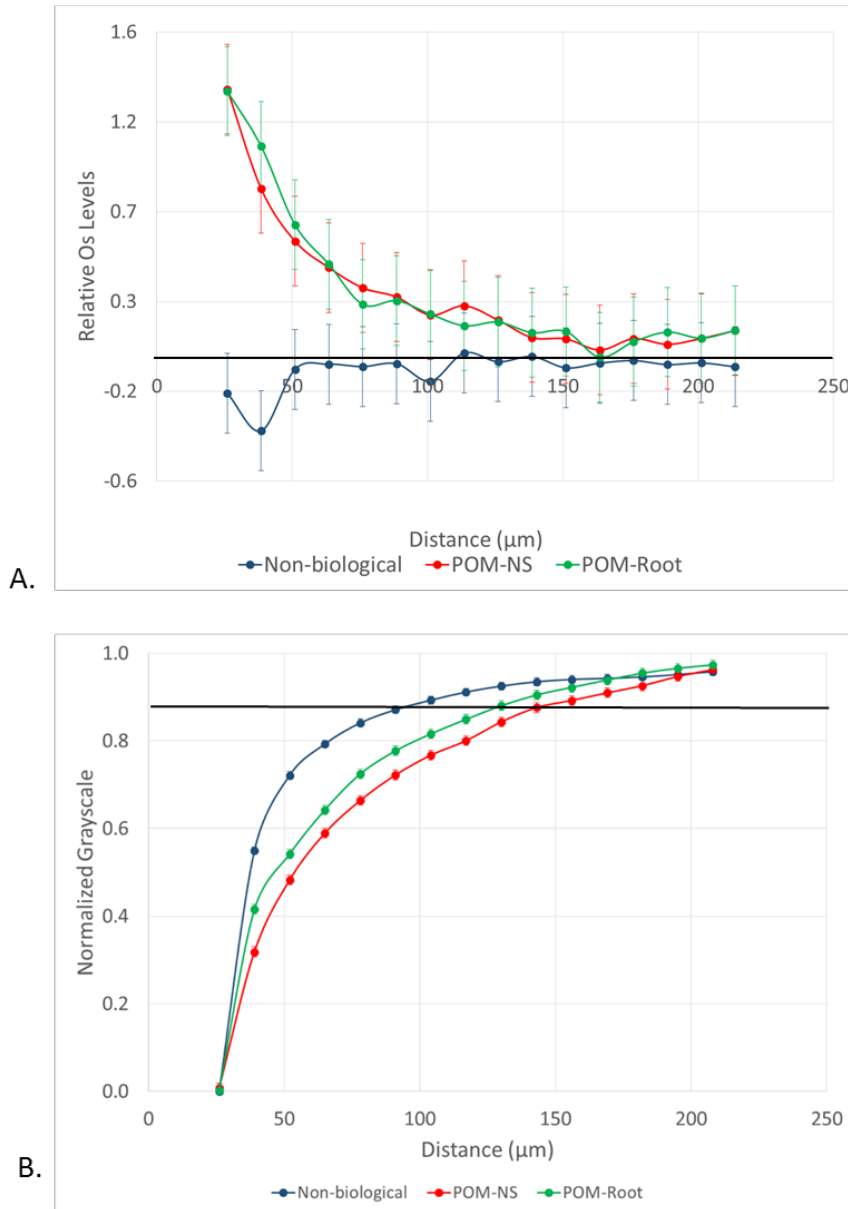 1.6
1.2
0.7
0.3
-0.2
-0.6
0 50 100 150 200 250
Relative Os Levels
Distance (μm)
Non-biological POM-NS POM-Root
A.
1.0
0.8
0.6
0.4
0.2
0.0
0 50 100 150 200 250
Normalized Grayscale
Distance (μm)
Non-biological POM-NS POM-Root
B.